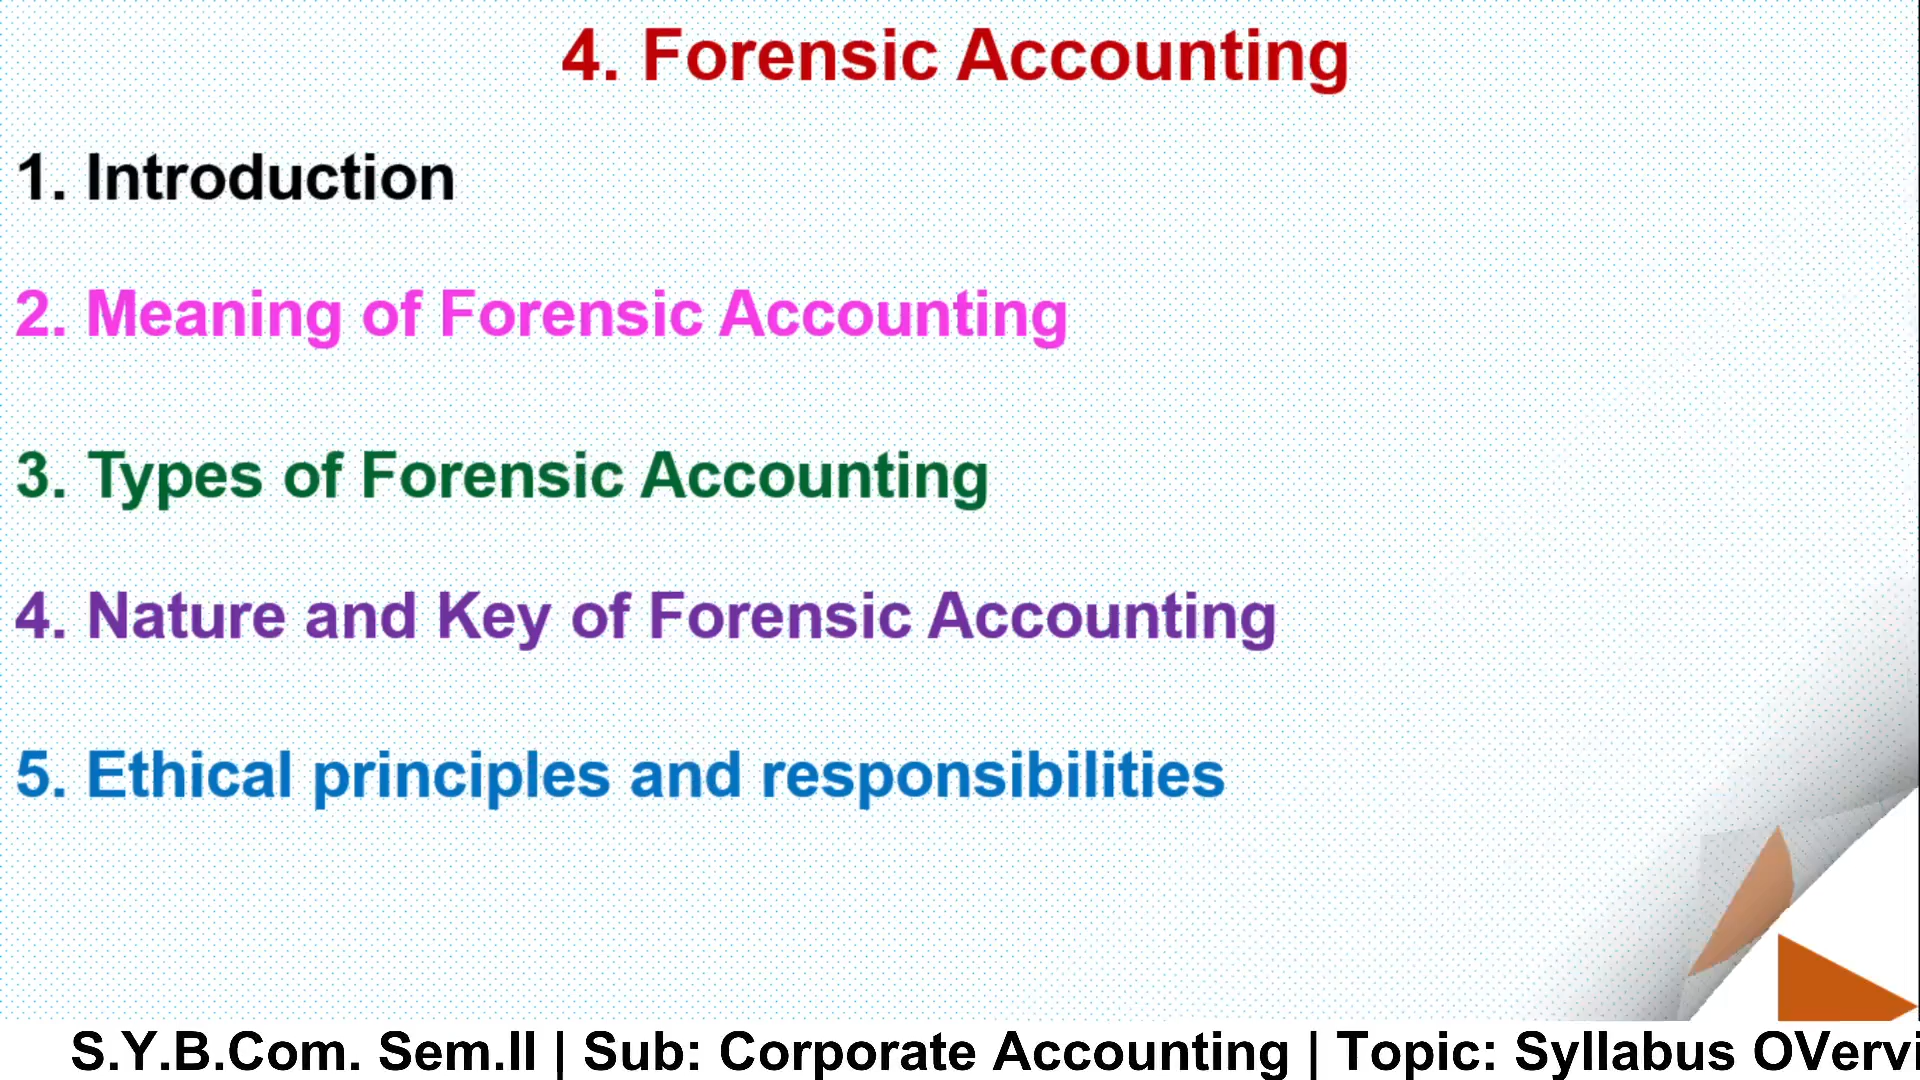 4. Forensic Accounting
1. Introduction
2. Meaning of Forensic Accounting
3. Types of Forensic Accounting
4. Nature and Key of Forensic Accounting
5. Ethical principles and responsibilities
S.Y.B.Com. Sem.II | Sub: Corporate Accounting | Topic: Syllabus